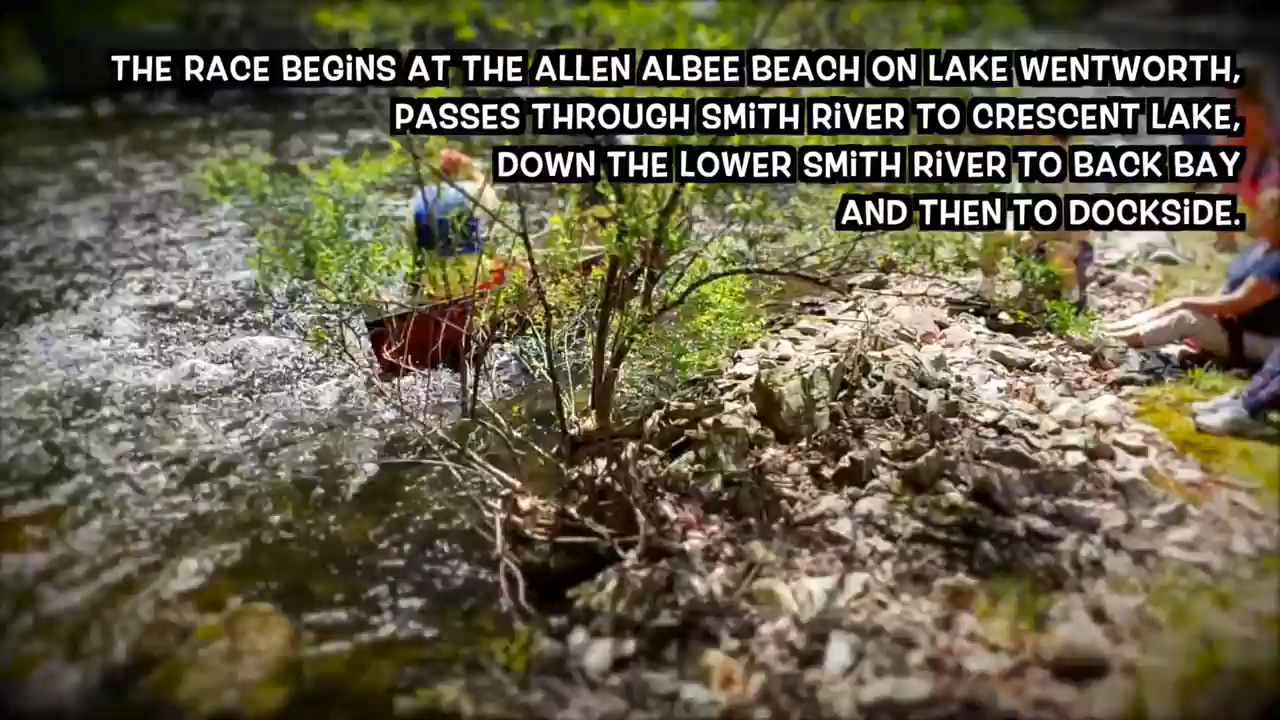 THE RACE BEGiNS AT THE ALLEN ALBEE BEACH ON LAKE WENTWORTH,
PASSES THROUGH SMiTH RiVER TO CRESCENT LAKE,
DOWN THE LOWER SMiTH RiVER TO BACK BAY
AND THEN TO DOCKSiDE.